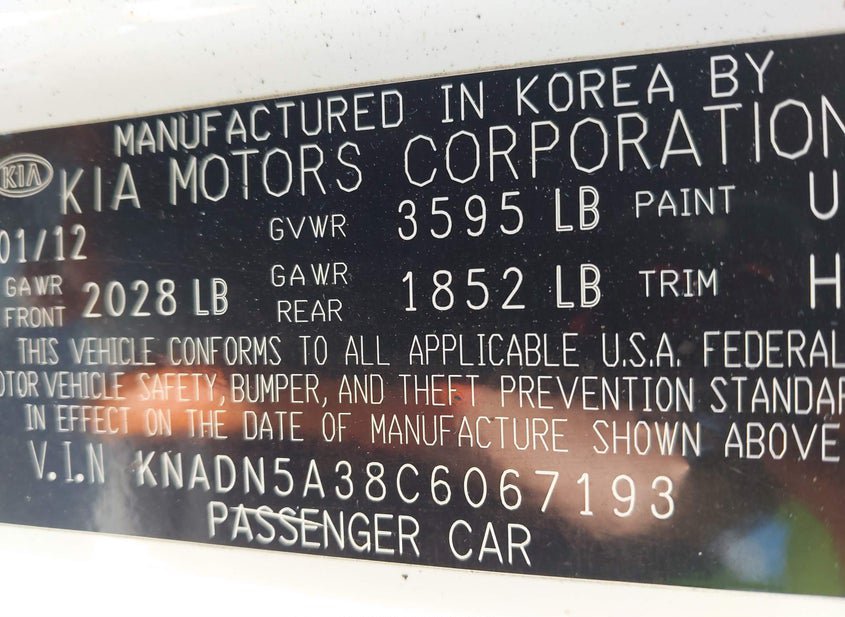 MANUFACTURED IN KOREA BY
KIA KIA MOTORS CORPORATION
01/12 GVWR 3595 LB PAINT U
GAWR FRONT 2028 LB GAWR REAR 1852 LB TRIM H
THIS VEHICLE CONFORMS TO ALL APPLICABLE U.S.A. FEDERAL
OTOR VEHICLE SAFETY, BUMPER, AND THEFT PREVENTION STANDAR
IN EFFECT ON THE DATE OF MANUFACTURE SHOWN ABOVE
V.I.N KNADN5A38C6067193
PASSENGER CAR